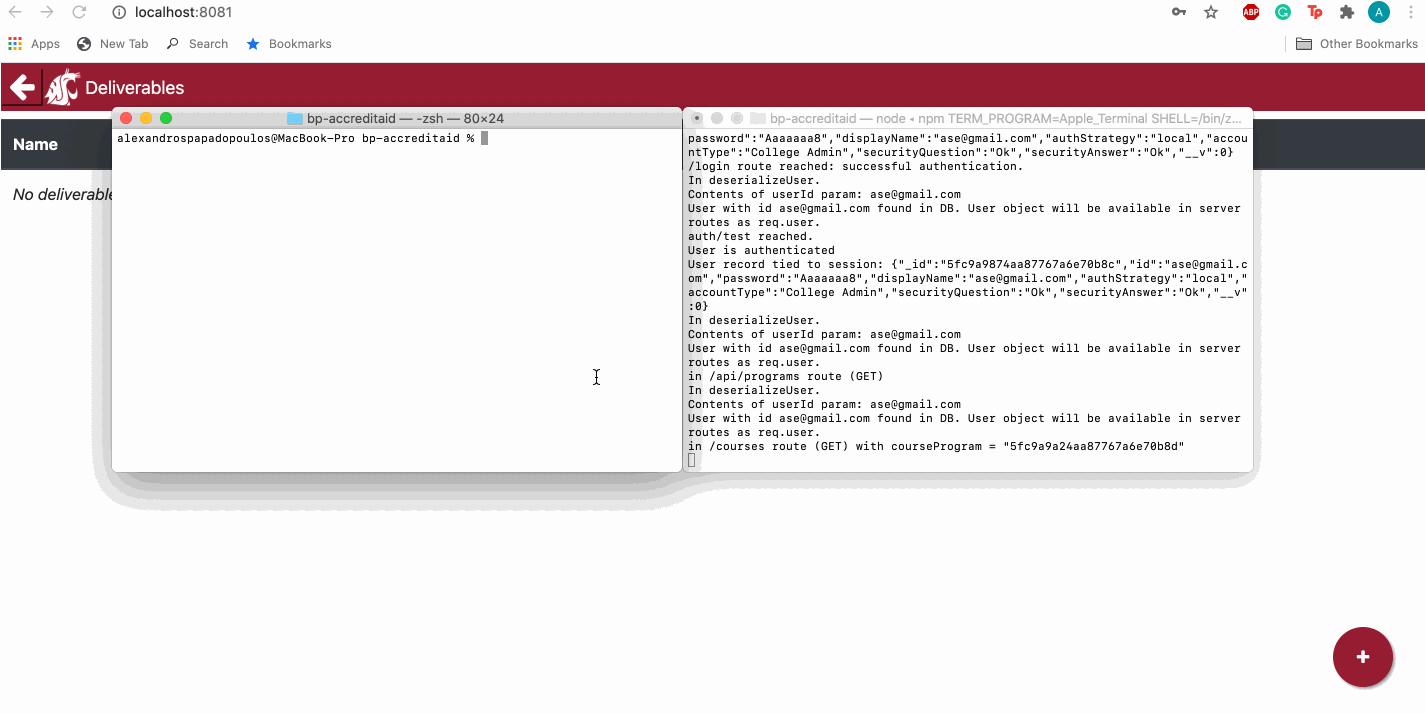 localhost:8081
ABP
G
Tp
A
Apps
New Tab
Search
Bookmarks
Other Bookmarks
Deliverables
bp-accreditaid — -zsh — 80×24
bp-accreditaid — node ◂ npm TERM_PROGRAM=Apple_Terminal SHELL=/bin/z...
Name
No deliverable
alexandrospapadopoulos@MacBook-Pro bp-accreditaid %
password":"Aaaaaaa8","displayName":"ase@gmail.com","authStrategy":"local","accou
ntType":"College Admin","securityQuestion":"Ok","securityAnswer":"Ok","__v":0}
/login route reached: successful authentication.
In deserializeUser.
Contents of userId param: ase@gmail.com
User with id ase@gmail.com found in DB. User object will be available in server
routes as req.user.
auth/test reached.
User is authenticated
User record tied to session: {"_id":"5fc9a9874aa87767a6e70b8c","id":"ase@gmail.c
om","password":"Aaaaaaa8","displayName":"ase@gmail.com","authStrategy":"local","
accountType":"College Admin","securityQuestion":"Ok","securityAnswer":"Ok","__v"
:0}
In deserializeUser.
Contents of userId param: ase@gmail.com
User with id ase@gmail.com found in DB. User object will be available in server
routes as req.user.
in /api/programs route (GET)
In deserializeUser.
Contents of userId param: ase@gmail.com
User with id ase@gmail.com found in DB. User object will be available in server
routes as req.user.
in /courses route (GET) with courseProgram = "5fc9a9a24aa87767a6e70b8d"
+